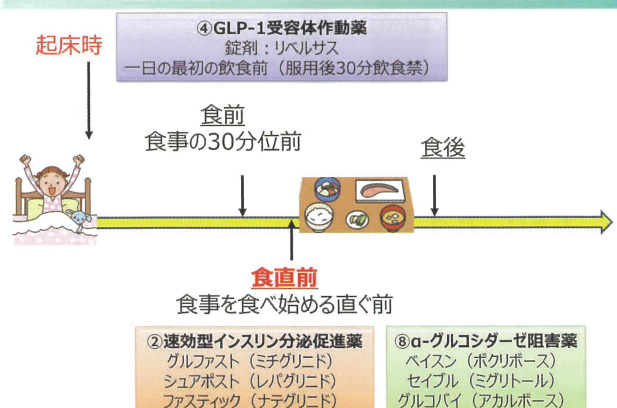 ④GLP-1受容体作動薬
錠剤：リベルサス
一日の最初の飲食前（服用後30分飲食禁）
起床時
食前
食事の30分位前
食後
食直前
食事を食べ始める直ぐ前
②速効型インスリン分泌促進薬
グルファスト（ミチグリニド）
シュアポスト（レパグリニド）
ファスティック（ナテグリニド）
⑧α-グルコシダーゼ阻害薬
ベイスン（ボグリボース）
セイブル（ミグリトール）
グルコバイ（アカルボース）